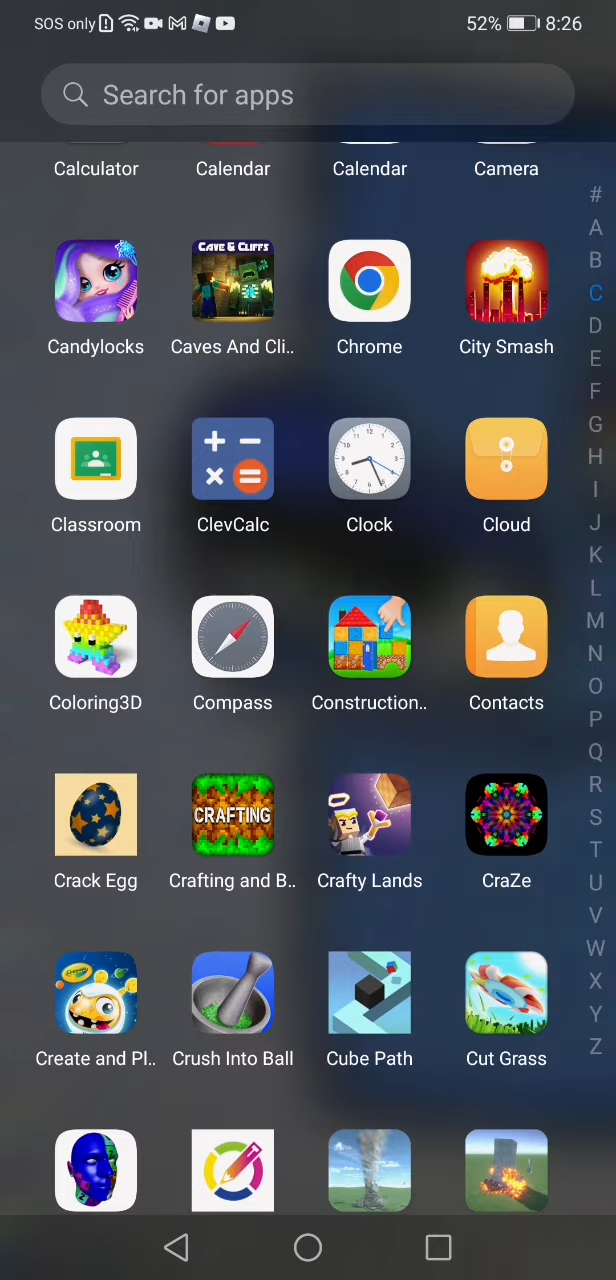 SOS only
52% 8:26
Search for apps
Calculator Calendar Calendar Camera
CAVE & CLIFFS
Candylocks Caves And Cli.. Chrome City Smash
Classroom ClevCalc Clock Cloud
Coloring3D Compass Construction.. Contacts
CRAFTING
Crack Egg Crafting and B.. Crafty Lands CraZe
Crayola
Create and Pl.. Crush Into Ball Cube Path Cut Grass
#
A
B
C
D
E
F
G
H
I
J
K
L
M
N
O
P
Q
R
S
T
U
V
W
X
Y
Z